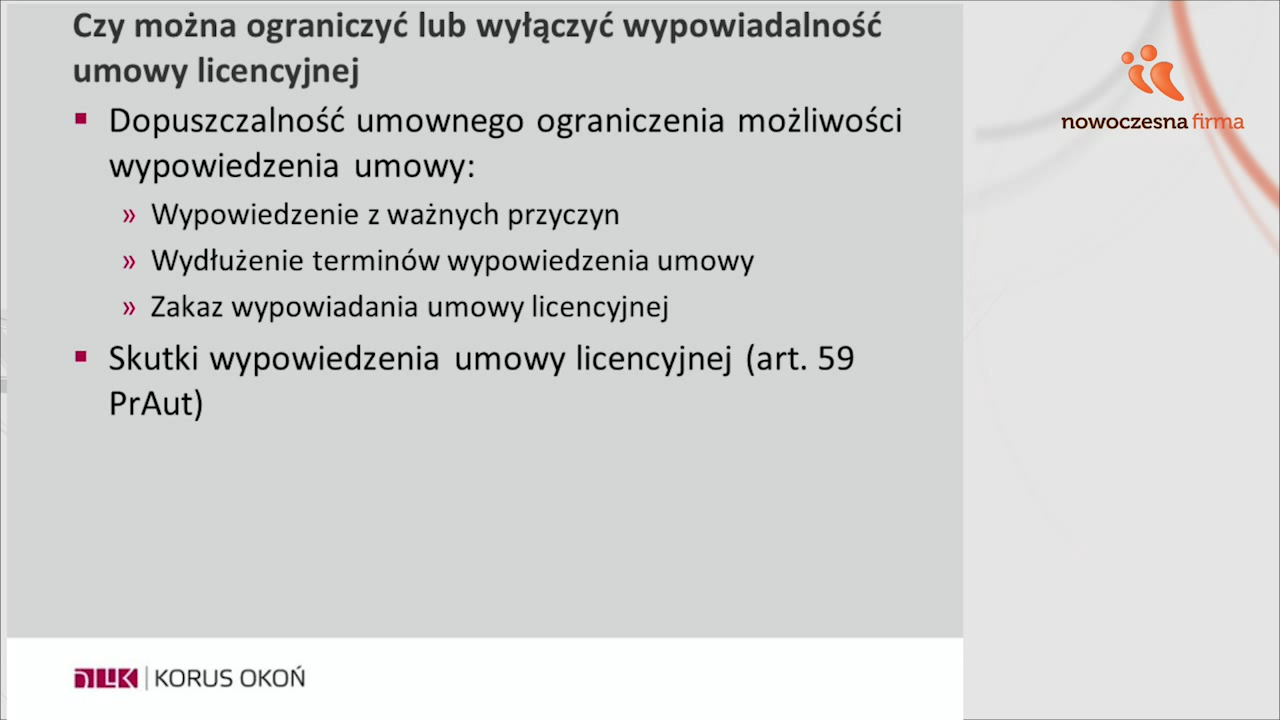 Czy można ograniczyć lub wyłączyć wypowiadalność
umowy licencyjnej
▪ Dopuszczalność umownego ograniczenia możliwości
wypowiedzenia umowy:
» Wypowiedzenie z ważnych przyczyn
» Wydłużenie terminów wypowiedzenia umowy
» Zakaz wypowiadania umowy licencyjnej
▪ Skutki wypowiedzenia umowy licencyjnej (art. 59
PrAut)
nowoczesna firma
KORUS OKOŃ